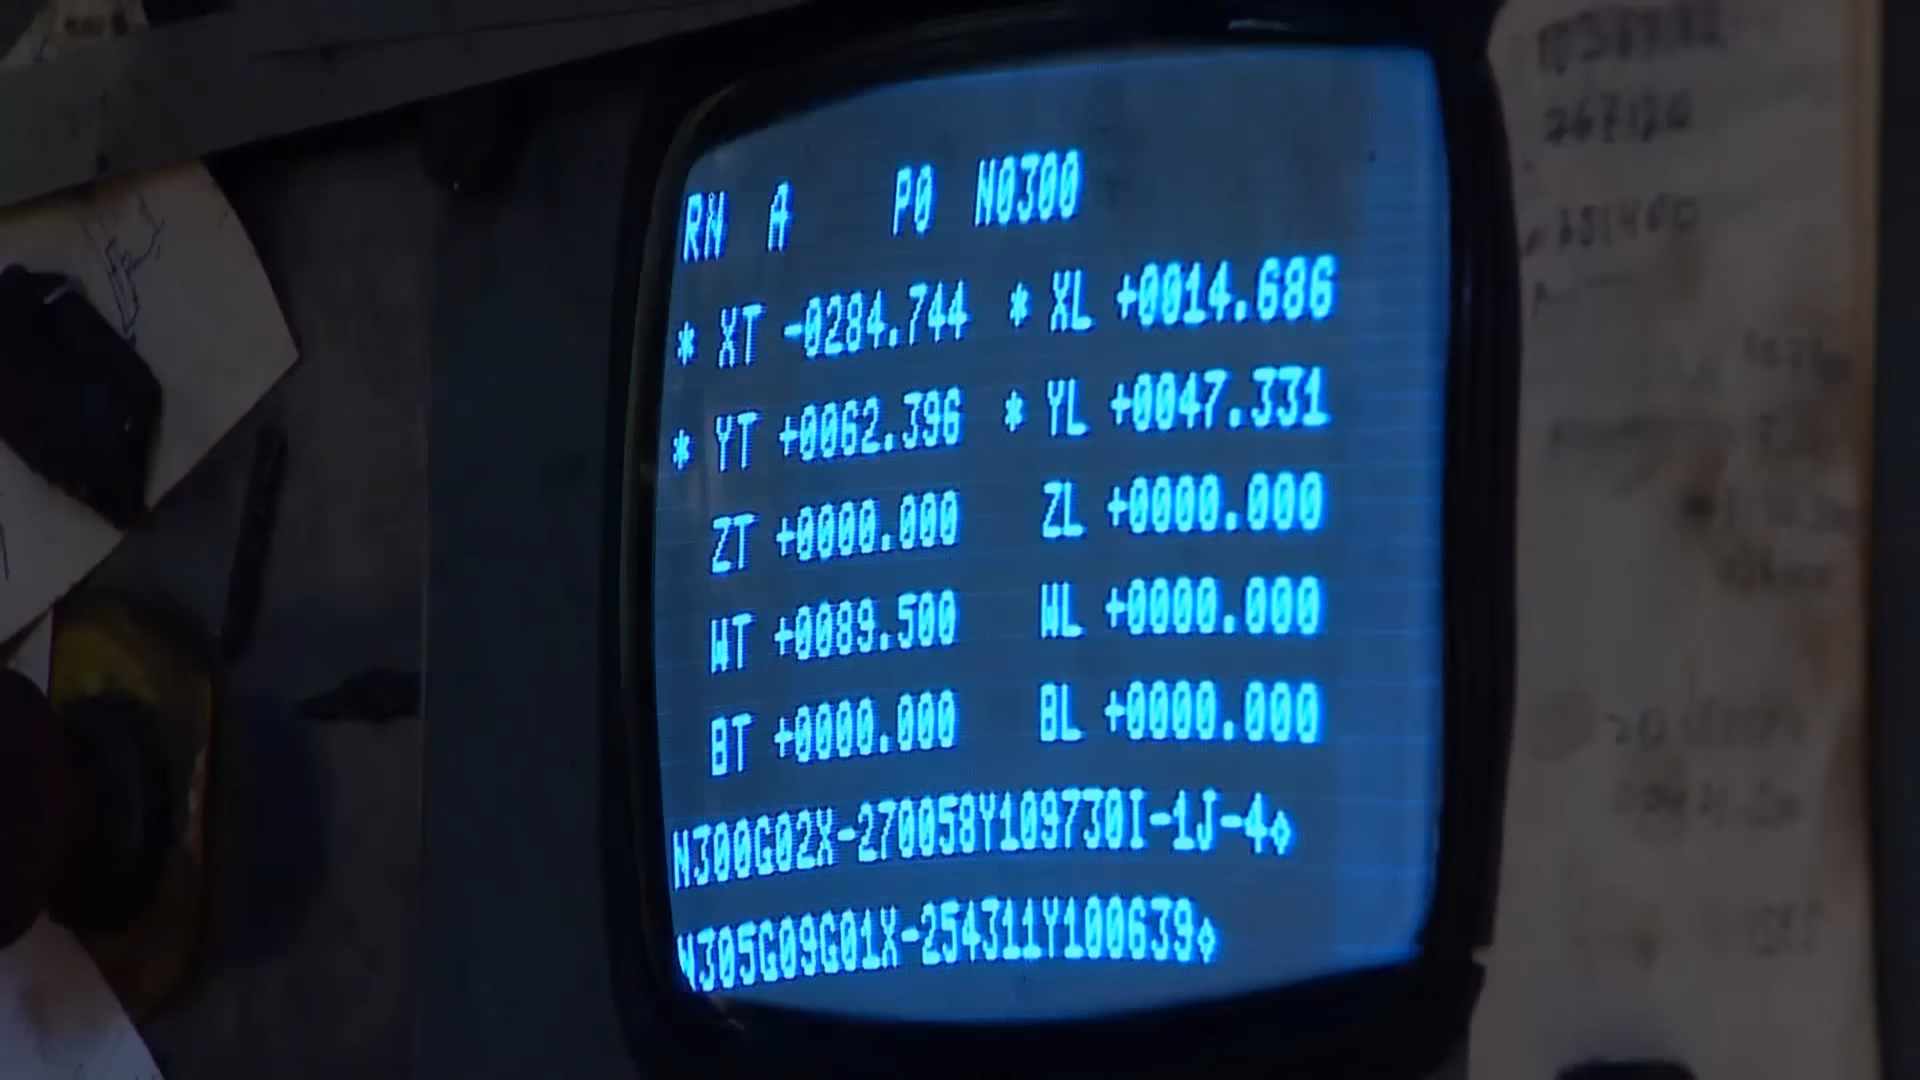 RN A P0 N0300
* XT -0284.744 * XL +0014.686
* YT +0062.396 * YL +0047.331
ZT +0000.000 ZL +0000.000
WT +0089.500 WL +0000.000
BT +0000.000 BL +0000.000
N300G02X-270058Y109730I-1J-4⋄
N305G09G01X-254311Y100639⋄